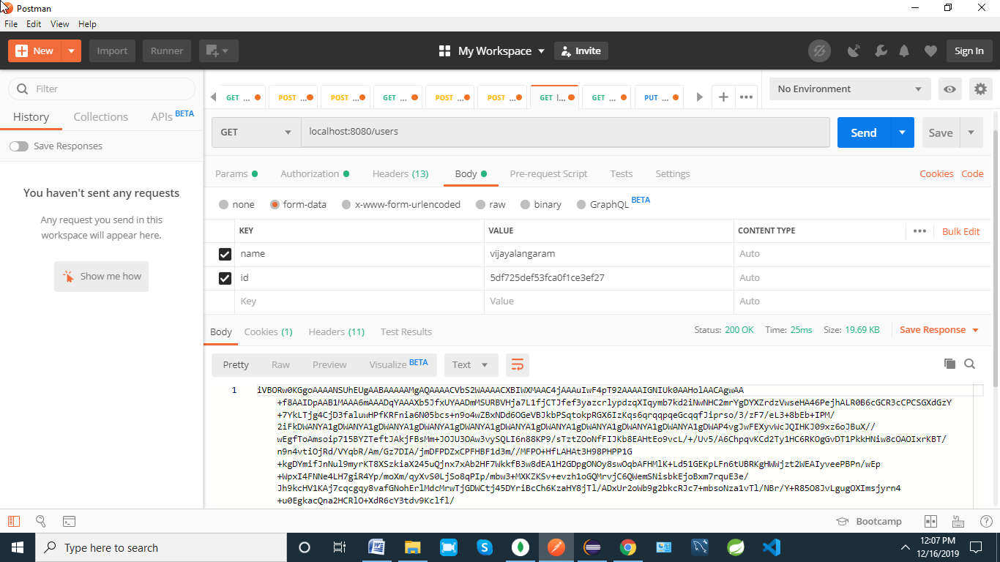 Postman
File Edit View Help
New Import Runner My Workspace Invite Sign In
Filter
GET ... POST ... POST ... GET ... POST ... POST ... GET l... GET ... PUT ... No Environment
History Collections APIs BETA
GET localhost:8080/users Send Save
Save Responses
Params Authorization Headers (13) Body Pre-request Script Tests Settings Cookies Code
You haven't sent any requests
Any request you send in this
workspace will appear here.
Show me how
none form-data x-www-form-urlencoded raw binary GraphQL BETA
KEY VALUE CONTENT TYPE Bulk Edit
name vijayalangaram Auto
id 5df725def53fca0f1ce3ef27 Auto
Key Value Auto
Body Cookies (1) Headers (11) Test Results Status: 200 OK Time: 25ms Size: 19.69 KB Save Response
Pretty Raw Preview Visualize BETA Text
1 iVBORw0KGgoAAAANSUhEUgAABAAAAAMgAQAAAACVbS2WAAAACXBIWXMAAC4jAAAuIwF4pT92AAAAIGNIUk0AAHolAACAgwAA
+f8AAIDpAAB1MAAA6mAAADqYAAAXb5JfxUYAADmMSURBVHja7L1fjCTJfef3yazcrlypdzqXIqymb7kd2iNwNHC2mrYgDYXZrdzVwseHA46PejhALR0B6cGCR3cCPCSGXdGzY
+7YkLTjg4CjD3faluwHPfKRFnia6N05bcs+n9o4wZBxNDd6OGeVBJkbPSqtokpRGX6IzKqs6qrqqpqeGcqqfJiprso/3/zF7/eL3+8bEb+IPM/
2iFkDWANYA1gDWANYA1gDWANYA1gDWANYA1gDWANYA1gDWANYA1gDWANYA1gDWAP4vgJwFEXyvWcJQIHKJ09xz6oJBuX//
wEgfToAmsoip715BYZTeftJAkjFBsMm+JOJU3OAw3vySQLI6n88KP9/sTztZOoNfFIJKb8EAHtEo9vcL/+/Uv5/A6ChpqvKCd2Ty1HC6RKOgGvDT1PkkHNiw8cOAOIxrKBT/
n9n4vtiOjRd/VYqbR/Am/Gz7DIA/jmDFPDZxCPFHBF1d3m//MFPO+HfLAHAt3H98PHPP1G
+kgDYmifJnNul9myrKT8XSzkiaX245uQjnx7xAb2HF7WkkfB3w8dEA1H2GDpgONOy8swOqbAFHMlK+Ld51GEKpLFn6tUBRKgHWWjzt2WEAIyveePBPn/wEp
+WpxI4FNNe4LH7giR4Yp/moXm/qyXvS0LjSo8qPIp/mbw3+MXKZKSv+evzh1oGQMrvjC6QWemSNisbkEjoBxm7rquE3e/
Jh9kcHV1KAj7cqcgqy8vafGNohErlMdcMrwTjGDWCtj45DYriBcCh6KzaHY8jTl/ADxUr2oWb9g2bkcRJc7+mbsoNza1vTl/NBr/Y+R85O8JvLgugOXImsjyrn4
+u0EgkacQna2HCRlO+XdR6cY3tdv9Kclfl/
Bootcamp
Type here to search 12:07 PM
12/16/2019